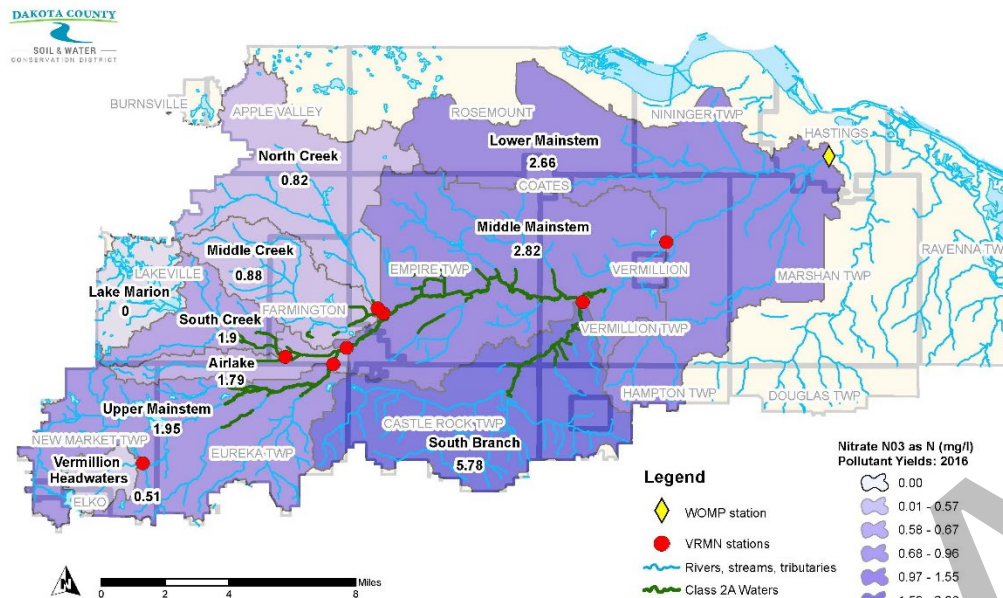 DAKOTA COUNTY
SOIL & WATER
CONSERVATION DISTRICT
BURNSVILLE
APPLE VALLEY
ROSEMOUNT
NININGER TWP
HASTINGS
Lower Mainstem
2.66
North Creek
0.82
COATES
Middle Mainstem
2.82
Middle Creek
0.88
LAKEVILLE
Lake Marion
0
EMPIRE TWP
VERMILLION
MARSHAN TWP
RAVENNA TW
FARMINGTON
South Creek
1.9
VERMILLION TWP
Airlake
1.79
Upper Mainstem
1.95
HAMPTON TWP
DOUGLAS TWP
CASTLE ROCK TWP
South Branch
5.78
NEW MARKET TWP
EUREKA TWP
Vermillion
Headwaters
0.51
ELKO
Legend
WOMP station
VRMN stations
Rivers, streams, tributaries
Class 2A Waters
Nitrate N03 as N (mg/l)
Pollutant Yields: 2016
0.00
0.01 - 0.57
0.58 - 0.67
0.68 - 0.96
0.97 - 1.55
N
0 2 4 8 Miles